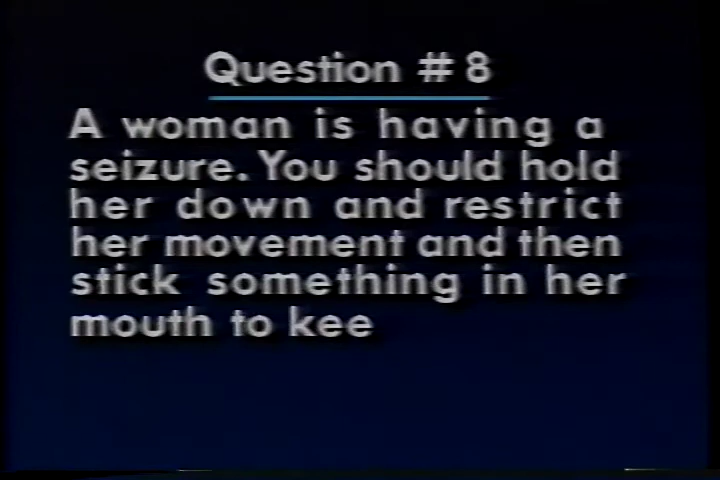 Question # 8
A woman is having a
seizure. You should hold
her down and restrict
her movement and then
stick something in her
mouth to kee